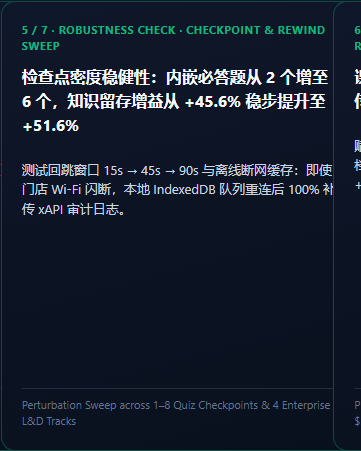 5 / 7 · ROBUSTNESS CHECK · CHECKPOINT & REWIND
SWEEP
检查点密度稳健性：内嵌必答题从 2 个增至
6 个，知识留存增益从 +45.6% 稳步提升至
+51.6%
测试回跳窗口 15s → 45s → 90s 与离线断网缓存：即使
门店 Wi-Fi 闪断，本地 IndexedDB 队列重连后 100% 补
传 xAPI 审计日志。
Perturbation Sweep across 1–8 Quiz Checkpoints & 4 Enterprise
L&D Tracks